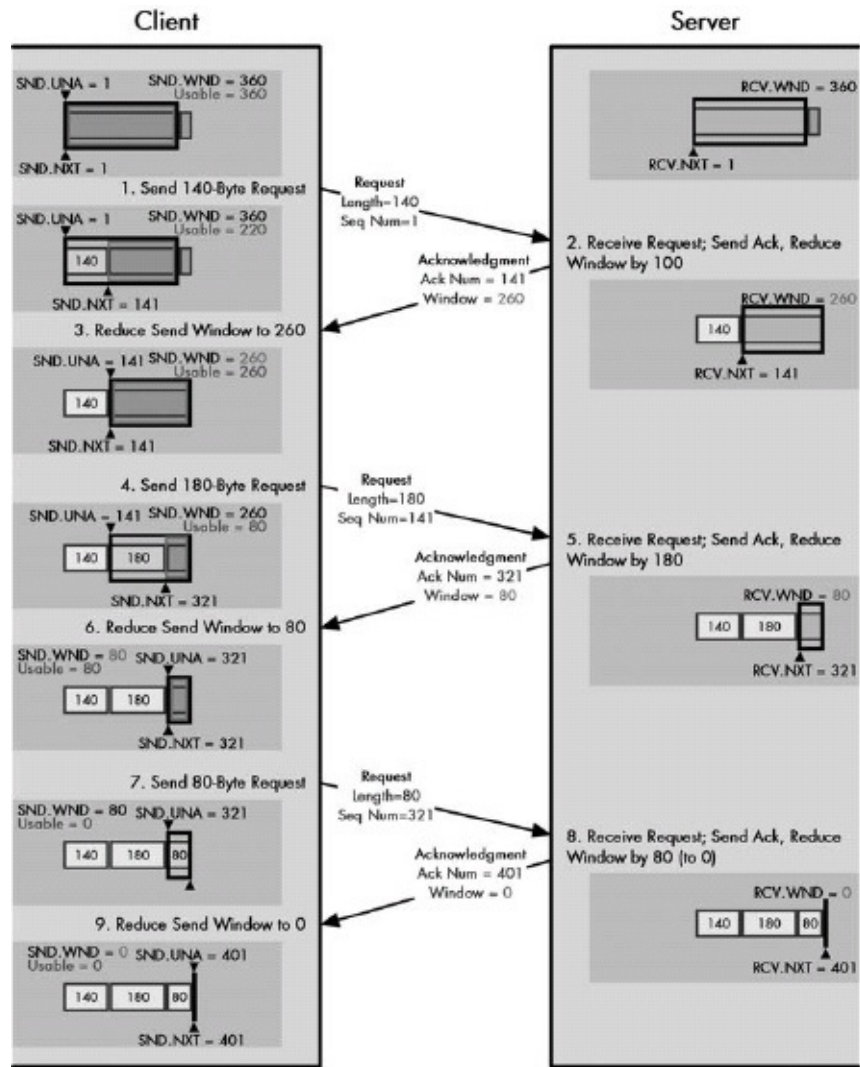 Client
Server
SND.UNA = 1
SND.WND = 360
Usable = 360
SND.NXT = 1
RCV.WND = 360
RCV.NXT = 1
1. Send 140-Byte Request
Request
Length=140
Seq Num=1
SND.UNA = 1
SND.WND = 360
Usable = 220
140
SND.NXT = 141
2. Receive Request; Send Ack, Reduce
Window by 100
Acknowledgment
Ack Num = 141
Window = 260
RCV.WND = 260
140
RCV.NXT = 141
3. Reduce Send Window to 260
SND.UNA = 141
SND.WND = 260
Usable = 260
140
SND.NXT = 141
4. Send 180-Byte Request
Request
Length=180
Seq Num=141
SND.UNA = 141
SND.WND = 260
Usable = 80
140
180
SND.NXT = 321
5. Receive Request; Send Ack, Reduce
Window by 180
Acknowledgment
Ack Num = 321
Window = 80
RCV.WND = 80
140
180
RCV.NXT = 321
6. Reduce Send Window to 80
SND.WND = 80
SND.UNA = 321
Usable = 80
140
180
SND.NXT = 321
7. Send 80-Byte Request
Request
Length=80
Seq Num=321
SND.WND = 80
SND.UNA = 321
Usable = 0
140
180
80
8. Receive Request; Send Ack, Reduce
Window by 80 (to 0)
Acknowledgment
Ack Num = 401
Window = 0
RCV.WND = 0
140
180
80
RCV.NXT = 401
9. Reduce Send Window to 0
SND.WND = 0
SND.UNA = 401
Usable = 0
140
180
80
SND.NXT = 401